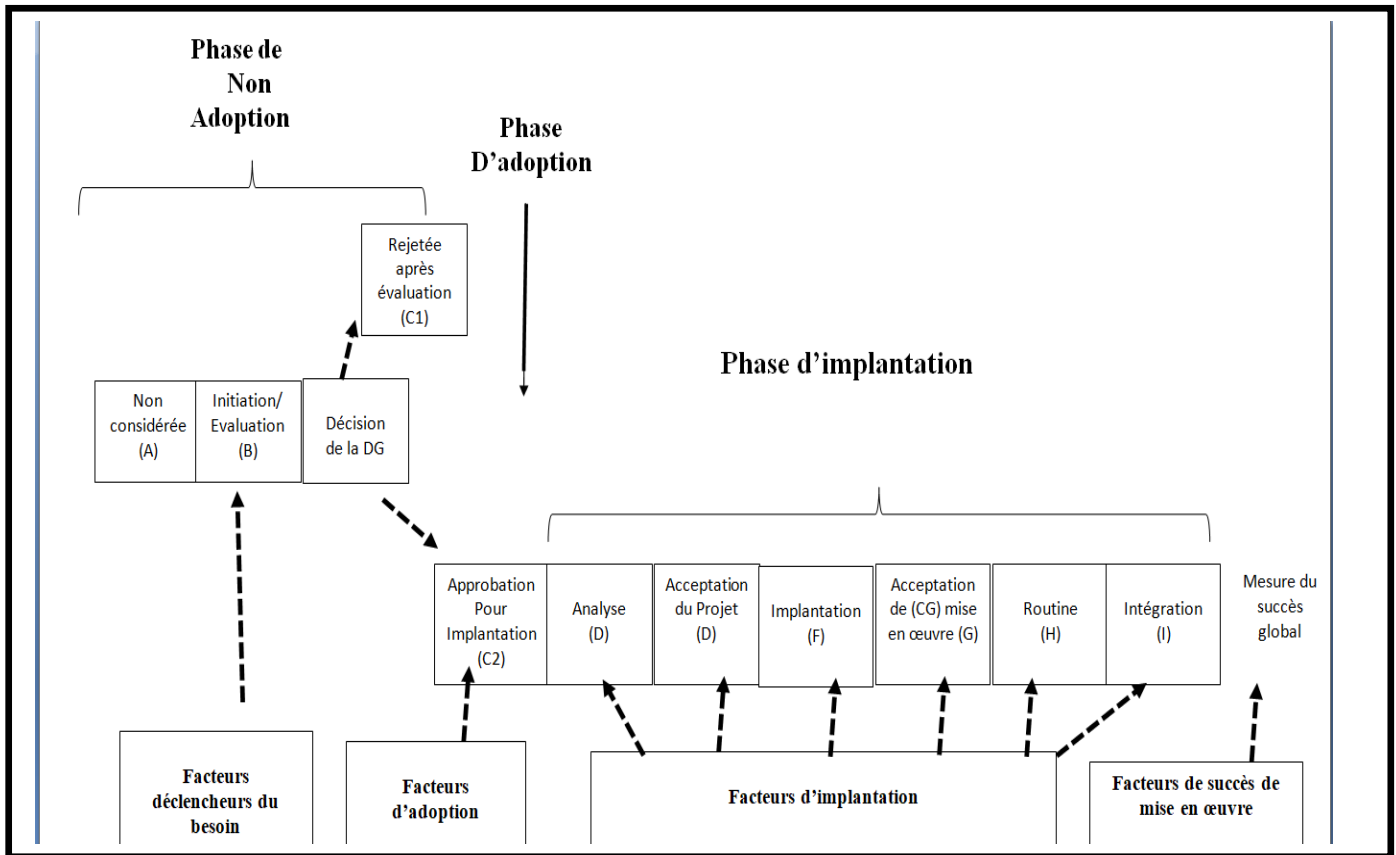 Phase de
Non
Adoption
Phase
D’adoption
Rejetée
après
évaluation
(C1)
Phase d’implantation
Non
considérée
(A)
Initiation/
Evaluation
(B)
Décision
de la DG
Approbation
Pour
Implantation
(C2)
Analyse
(D)
Acceptation
du Projet
(D)
Implantation
(F)
Acceptation
de (CG) mise
en œuvre (G)
Routine
(H)
Intégration
(I)
Mesure du
succès
global
Facteurs
déclencheurs du
besoin
Facteurs
d’adoption
Facteurs d’implantation
Facteurs de succès de
mise en œuvre